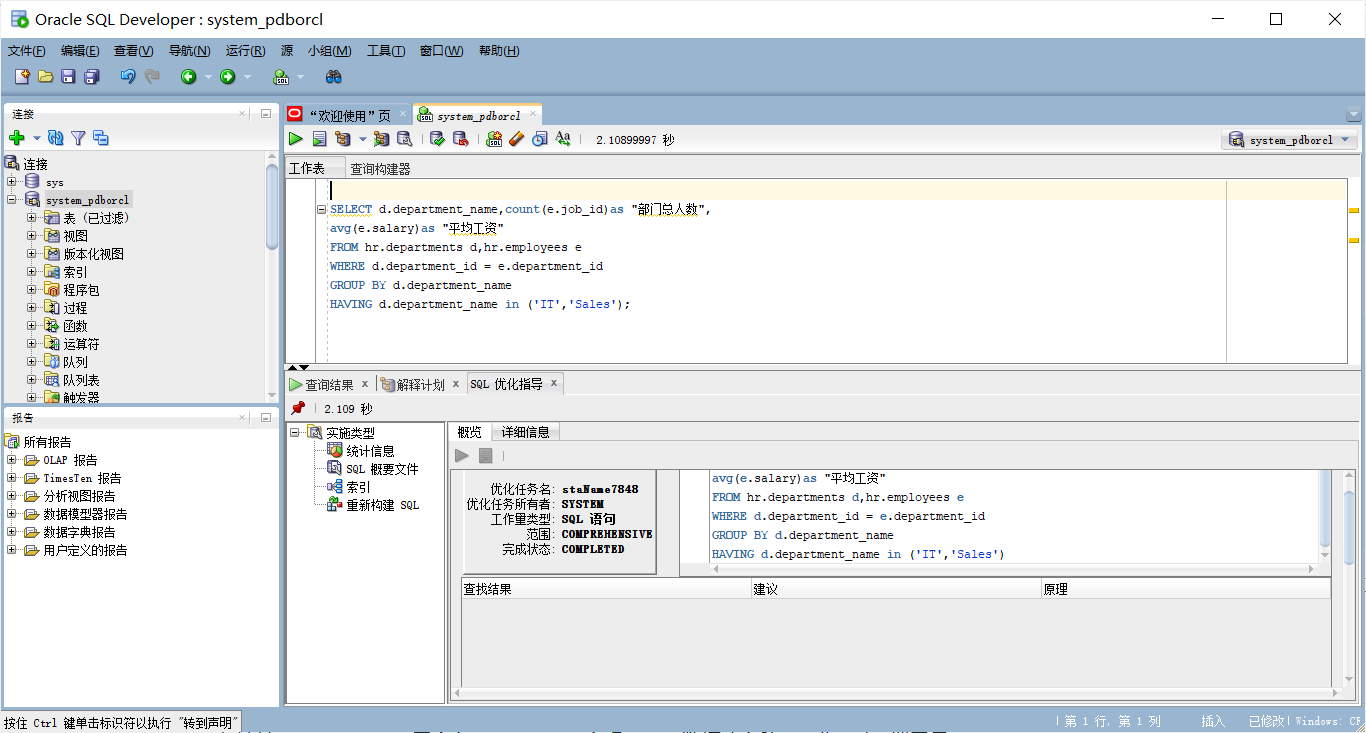 Oracle SQL Developer : system_pdborcl
文件(F) 编辑(E) 查看(V) 导航(N) 运行(R) 源 小组(M) 工具(T) 窗口(W) 帮助(H)
连接
连接
sys
system_pdborcl
表 (已过滤)
视图
版本化视图
索引
程序包
过程
函数
运算符
队列
队列表
触发器
报告
所有报告
OLAP 报告
TimesTen 报告
分析视图报告
数据模型器报告
数据字典报告
用户定义的报告
“欢迎使用”页 system_pdborcl
2.10899997 秒
system_pdborcl
工作表 查询构建器
SELECT d.department_name,count(e.job_id)as "部门总人数",
avg(e.salary)as "平均工资"
FROM hr.departments d,hr.employees e
WHERE d.department_id = e.department_id
GROUP BY d.department_name
HAVING d.department_name in ('IT','Sales');
查询结果 x 解释计划 x SQL 优化指导 x
2.109 秒
实施类型
统计信息
SQL 概要文件
索引
重新构建 SQL
概览 详细信息
优化任务名: staName7848
优化任务所有者: SYSTEM
工作量类型: SQL 语句
范围: COMPREHENSIVE
完成状态: COMPLETED
avg(e.salary)as "平均工资"
FROM hr.departments d,hr.employees e
WHERE d.department_id = e.department_id
GROUP BY d.department_name
HAVING d.department_name in ('IT','Sales')
查找结果 建议 原理
按住 Ctrl 键单击标识符以执行 "转到声明"
第 1 行, 第 1 列 插入 已修改 Windows: CF